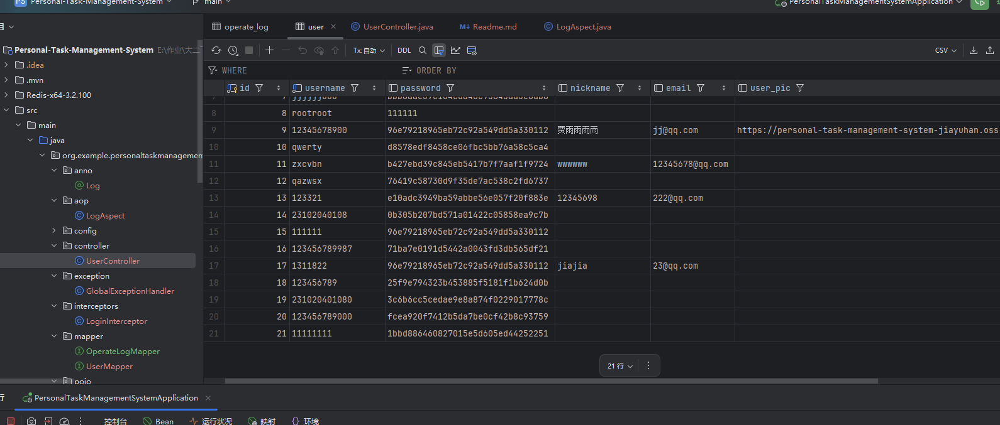 PS Personal-Task-Management-System main PersonalTaskManagementSystemApplication
目
operate_log user UserController.java M↓ Readme.md LogAspect.java
Personal-Task-Management-System E:\作业\大二
.idea
.mvn
Redis-x64-3.2.100
src
main
java
org.example.personaltaskmanagement
anno
Log
aop
LogAspect
config
controller
UserController
exception
GlobalExceptionHandler
interceptors
LoginInterceptor
mapper
OperateLogMapper
UserMapper
pojo
Tx: 自动 DDL CSV
WHERE ORDER BY
id username password nickname email user_pic
8 8 rootroot 111111
9 9 12345678900 96e79218965eb72c92a549dd5a330112 贾雨雨雨雨 jj@qq.com https://personal-task-management-system-jiayuhan.oss
10 10 qwerty d8578edf8458ce06fbc5bb76a58c5ca4
11 11 zxcvbn b427ebd39c845eb5417b7f7aaf1f9724 wwwwww 12345678@qq.com
12 12 qazwsx 76419c58730d9f35de7ac538c2fd6737
13 13 123321 e10adc3949ba59abbe56e057f20f883e 12345698 222@qq.com
14 14 23102040108 0b305b207bd571a01422c05858ea9c7b
15 15 111111 96e79218965eb72c92a549dd5a330112
16 16 123456789987 71ba7e0191d5442a0043fd3db565df21
17 17 1311822 96e79218965eb72c92a549dd5a330112 jiajia 23@qq.com
18 18 123456789 25f9e794323b453885f5181f1b624d0b
19 19 231020401080 3c6b6cc5cedae9e8a874f0229017778c
20 20 123456789000 fcea920f7412b5da7be0cf42b8c93759
21 21 11111111 1bbd886460827015e5d605ed44252251
21 行
行 PersonalTaskManagementSystemApplication
控制台 Bean 运行状况 映射 环境